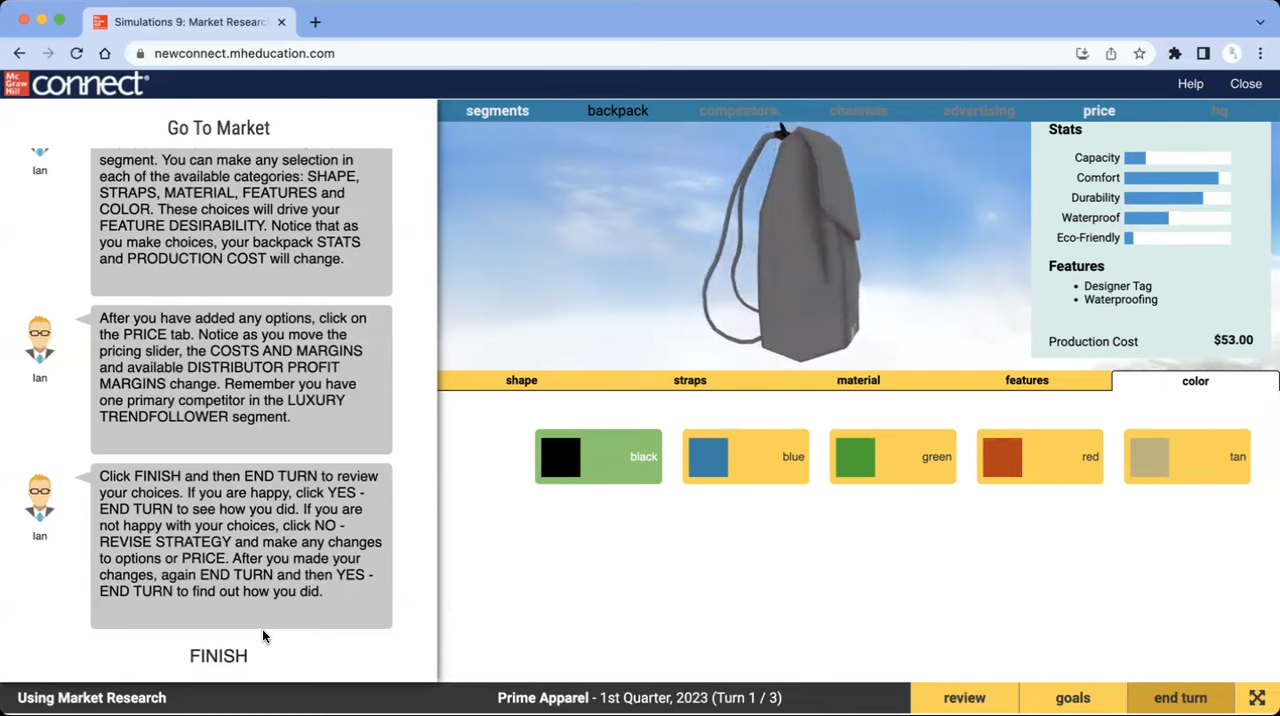 Simulations 9: Market Researc
newconnect.mheducation.com
Mc Graw Hill connect
Help
Close
Go To Market
segments
backpack
competitors
channels
advertising
price
hq
Ian
segment. You can make any selection in
each of the available categories: SHAPE,
STRAPS, MATERIAL, FEATURES and
COLOR. These choices will drive your
FEATURE DESIRABILITY. Notice that as
you make choices, your backpack STATS
and PRODUCTION COST will change.
After you have added any options, click on
the PRICE tab. Notice as you move the
pricing slider, the COSTS AND MARGINS
and available DISTRIBUTOR PROFIT
MARGINS change. Remember you have
one primary competitor in the LUXURY
TRENDFOLLOWER segment.
Ian
Click FINISH and then END TURN to review
your choices. If you are happy, click YES -
END TURN to see how you did. If you are
not happy with your choices, click NO -
REVISE STRATEGY and make any changes
to options or PRICE. After you made your
changes, again END TURN and then YES -
END TURN to find out how you did.
Ian
FINISH
Stats
Capacity
Comfort
Durability
Waterproof
Eco-Friendly
Features
• Designer Tag
• Waterproofing
Production Cost $53.00
shape
straps
material
features
color
black
blue
green
red
tan
Using Market Research
Prime Apparel - 1st Quarter, 2023 (Turn 1 / 3)
review
goals
end turn